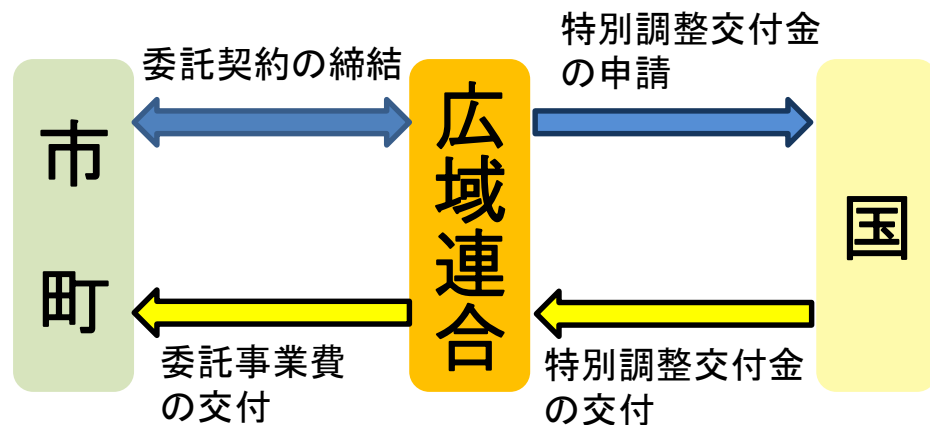 市町
委託契約の締結
広域連合
特別調整交付金
の申請
国
委託事業費
の交付
特別調整交付金
の交付